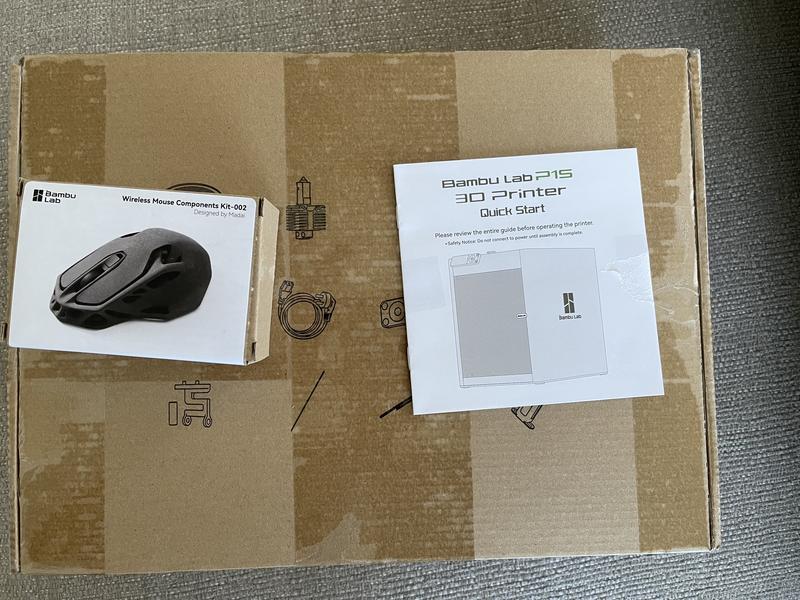 Bambu
Lab
Wireless Mouse Components Kit-002
Designed by Madai
Bambu Lab P1S
3D Printer
Quick Start
Please review the entire guide before operating the printer.
• Safety Notice: Do not connect to power until assembly is complete.
Bambu Lab